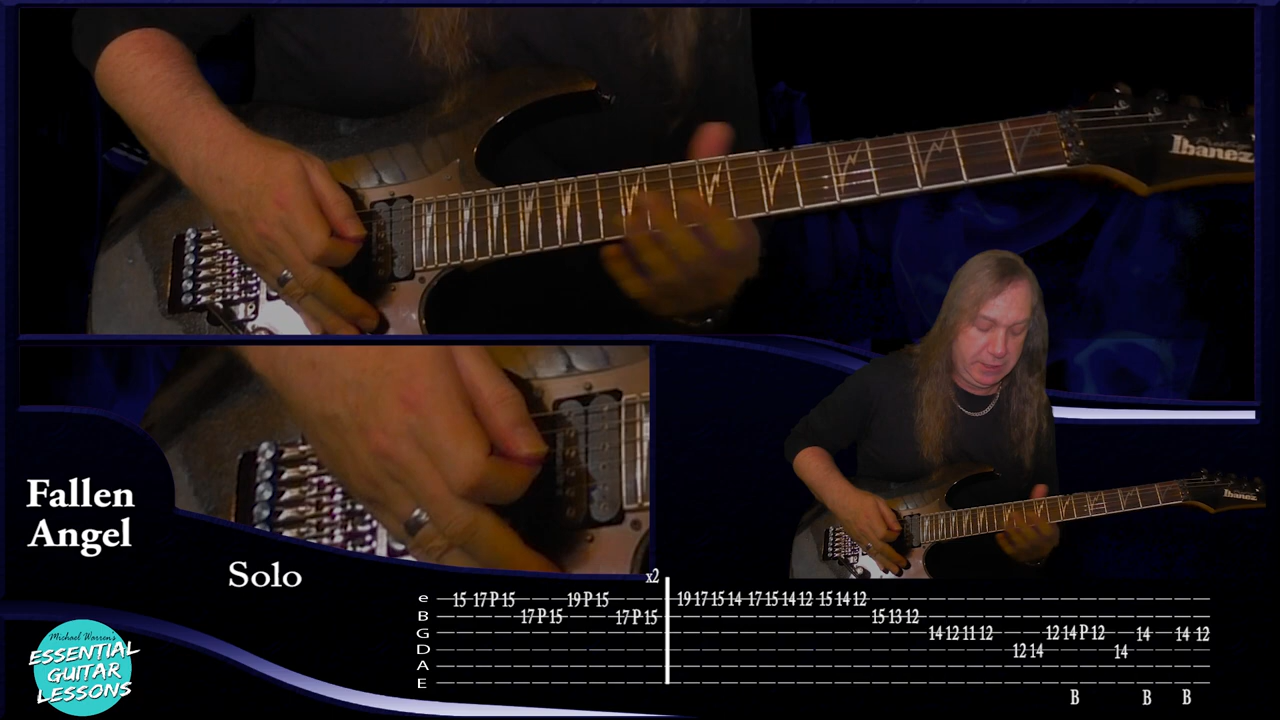 Ibanez
Ibanez
Fallen
Angel
Solo
x2
e 15 17 P 15 19 P 15 19 17 15 14 17 15 14 12 15 14 12
B 17 P 15 17 P 15 15 13 12
G 14 12 11 12 12 14 P 12 14 14 12
D 12 14 14
A
E
B B B
Michael Warren's
ESSENTIAL
GUITAR
LESSONS